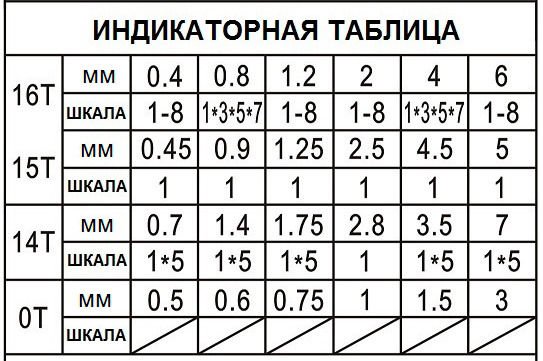 ИНДИКАТОРНАЯ ТАБЛИЦА
16Т мм 0.4 0.8 1.2 2 4 6
ШКАЛА 1-8 1*3*5*7 1-8 1-8 1*3*5*7 1-8
15Т мм 0.45 0.9 1.25 2.5 4.5 5
ШКАЛА 1 1 1 1 1 1
14Т мм 0.7 1.4 1.75 2.8 3.5 7
ШКАЛА 1*5 1*5 1*5 1 1*5 1*5
0Т мм 0.5 0.6 0.75 1 1.5 3
ШКАЛА